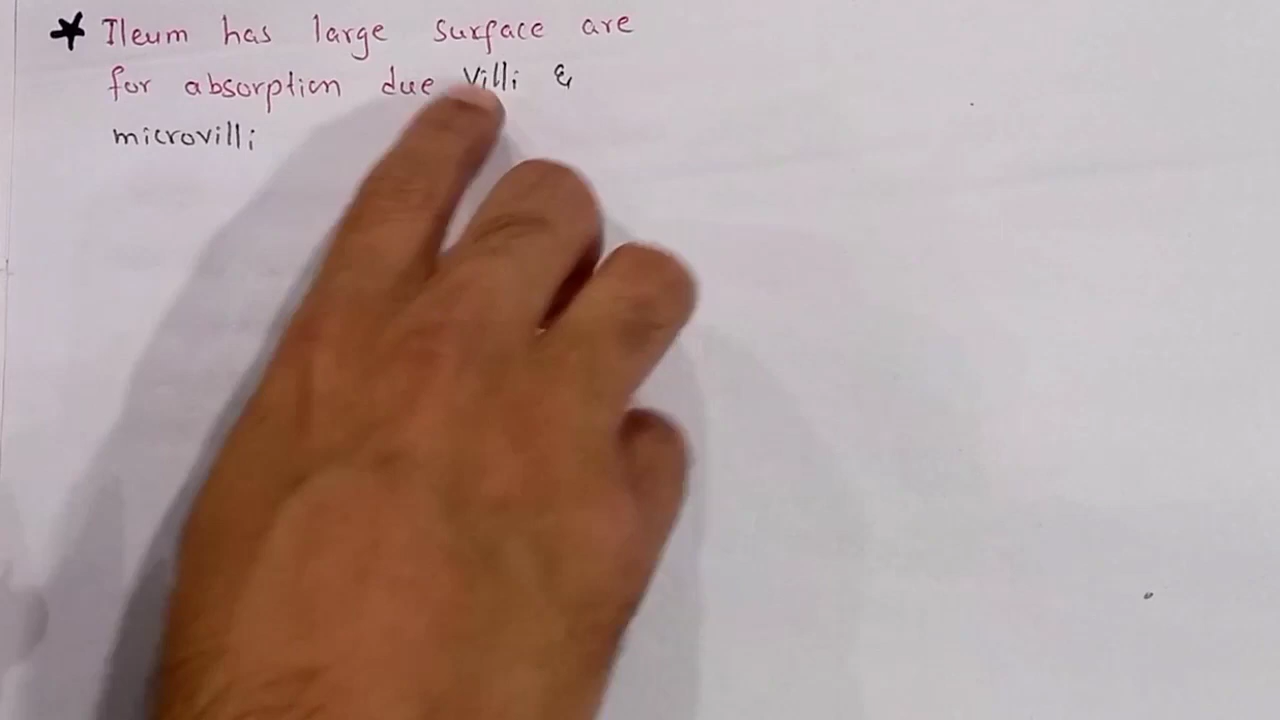 ★ Ileum has large surface are
for absorption due Villi &
microvilli